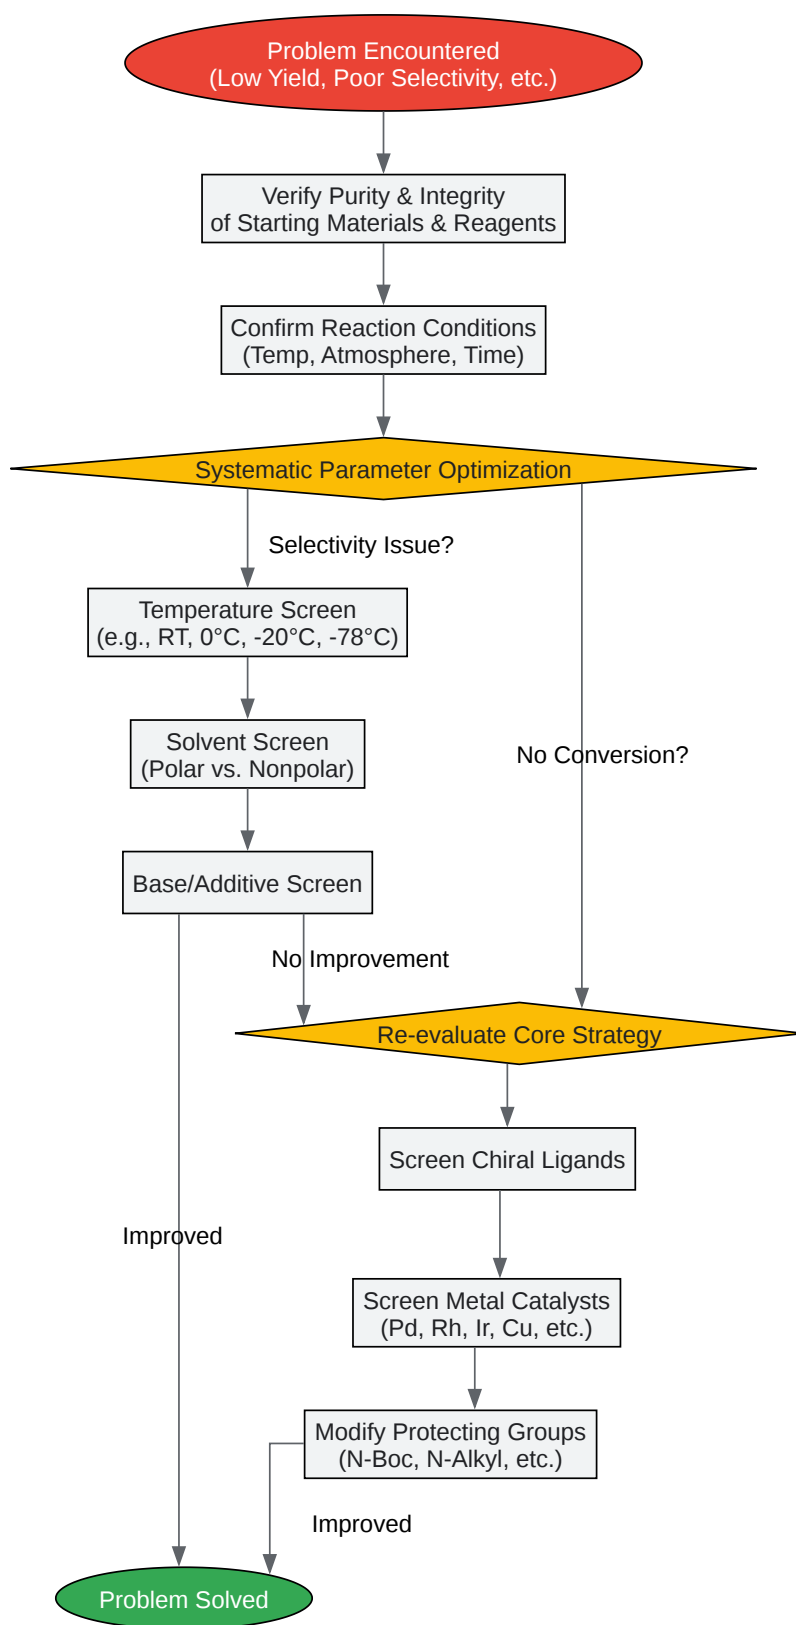 Problem Encountered
(Low Yield, Poor Selectivity, etc.)
Verify Purity & Integrity
of Starting Materials & Reagents
Confirm Reaction Conditions
(Temp, Atmosphere, Time)
Systematic Parameter Optimization
Selectivity Issue?
Temperature Screen
(e.g., RT, 0°C, -20°C, -78°C)
Solvent Screen
(Polar vs. Nonpolar)
No Conversion?
Base/Additive Screen
No Improvement
Re-evaluate Core Strategy
Screen Chiral Ligands
Improved
Screen Metal Catalysts
(Pd, Rh, Ir, Cu, etc.)
Modify Protecting Groups
(N-Boc, N-Alkyl, etc.)
Improved
Problem Solved